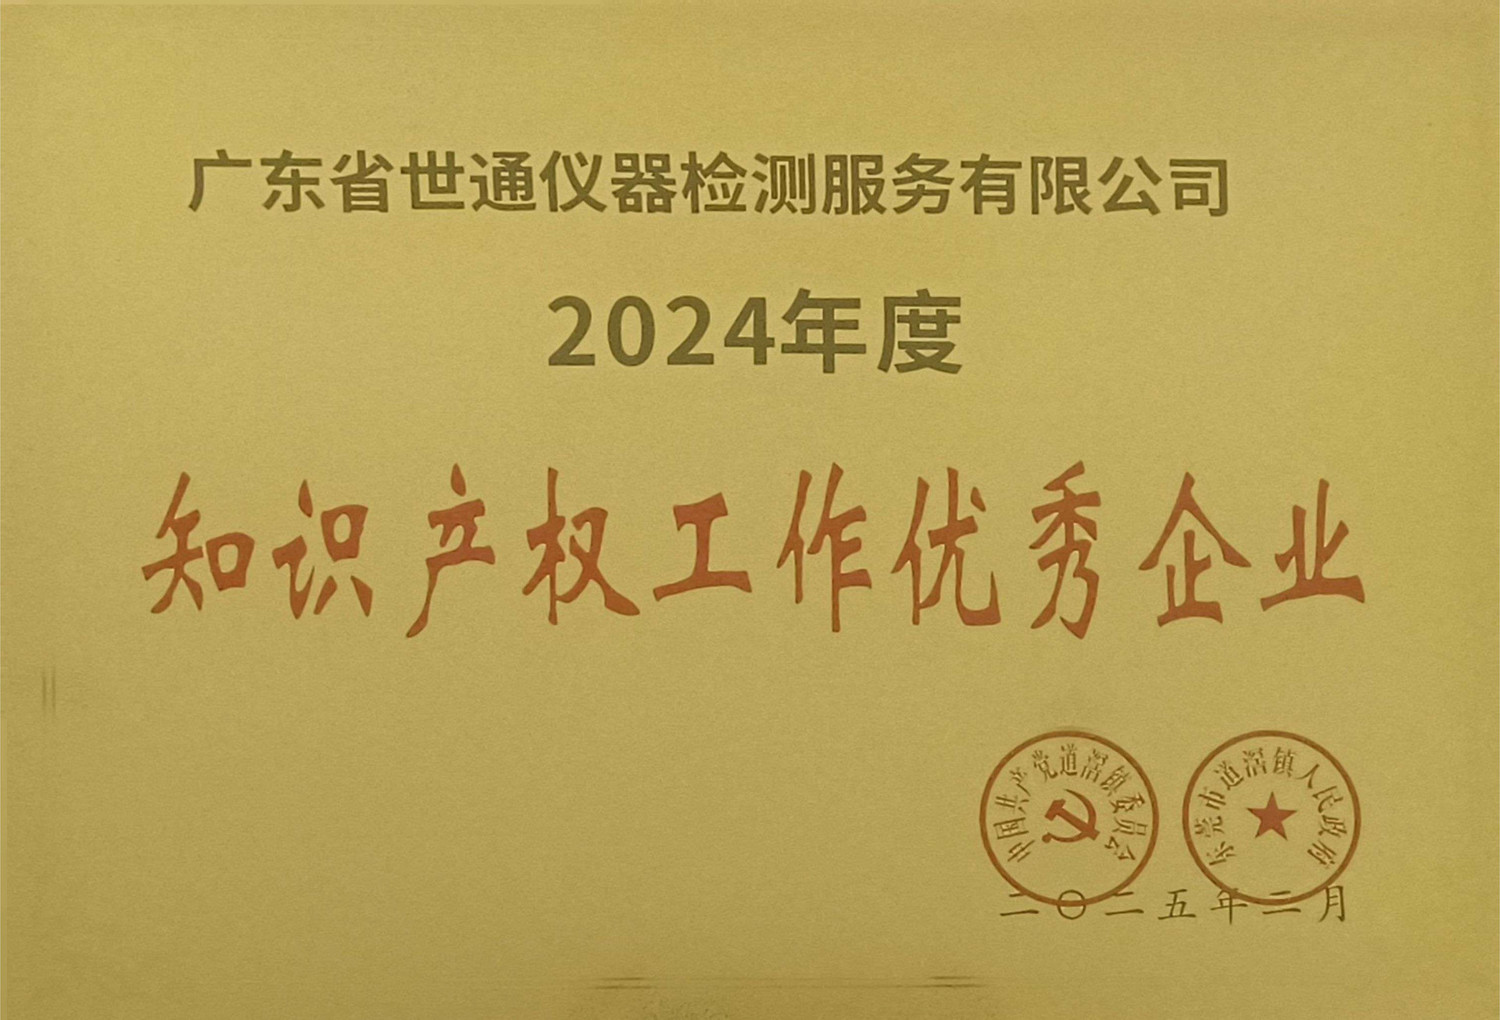 广东省世通仪器检测服务有限公司
2024年度
知识产权工作优秀企业
中国共产党道滘镇委员会
东莞市道滘镇人民政府
二〇二五年二月